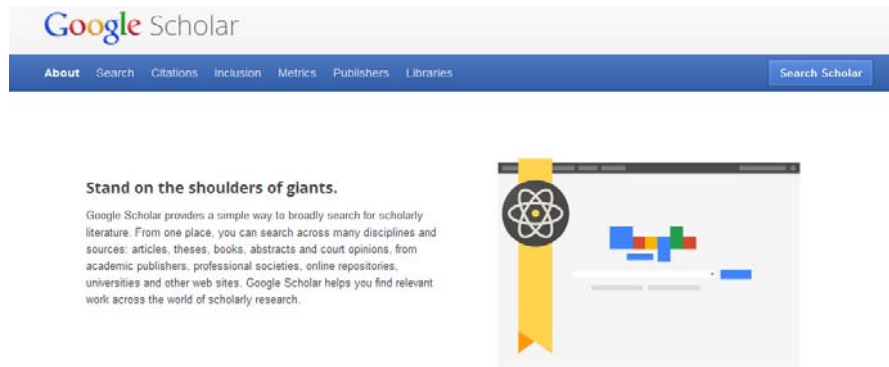 Google Scholar
About Search Citations Inclusion Metrics Publishers Libraries Search Scholar
Stand on the shoulders of giants.
Google Scholar provides a simple way to broadly search for scholarly
literature. From one place, you can search across many disciplines and
sources: articles, theses, books, abstracts and court opinions, from
academic publishers, professional societies, online repositories,
universities and other web sites. Google Scholar helps you find relevant
work across the world of scholarly research.